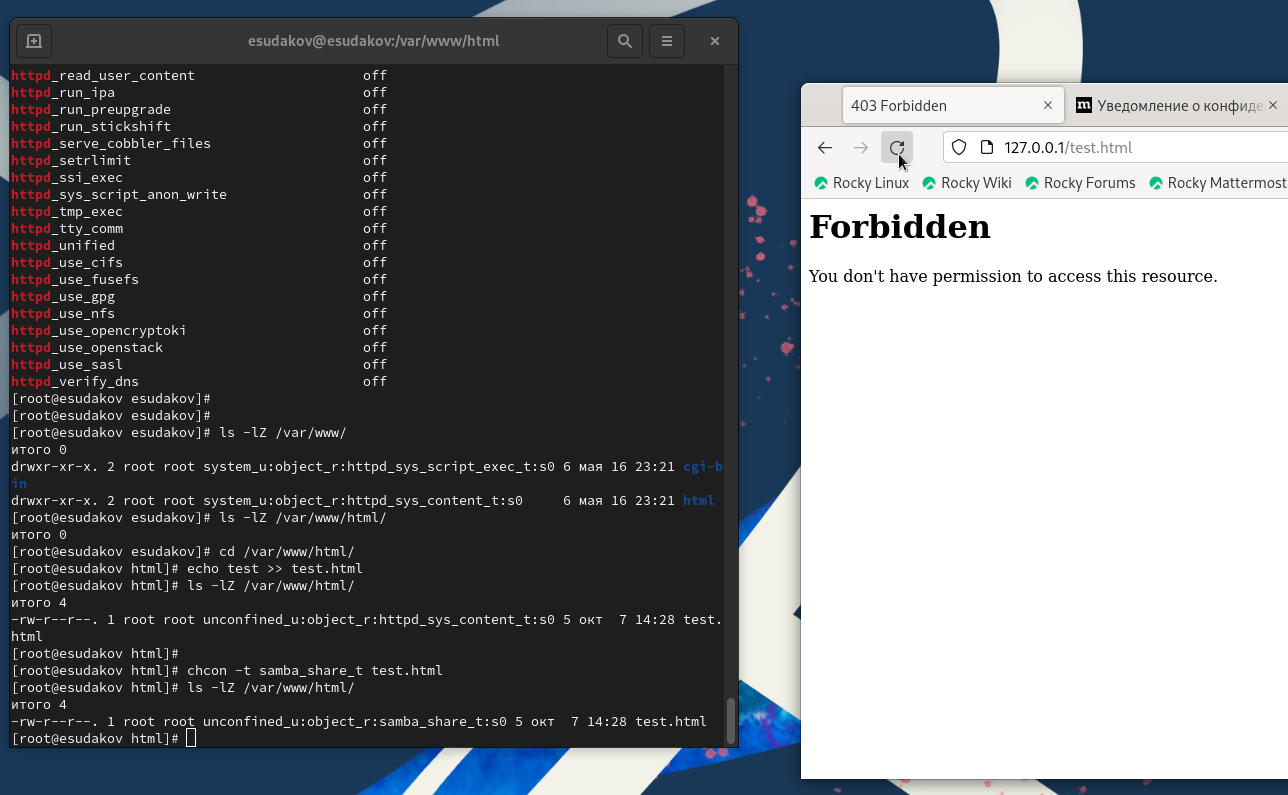 esudakov@esudakov:/var/www/html
httpd_read_user_content off
httpd_run_ipa off
httpd_run_preupgrade off
httpd_run_stickshift off
httpd_serve_cobbler_files off
httpd_setrlimit off
httpd_ssi_exec off
httpd_sys_script_anon_write off
httpd_tmp_exec off
httpd_tty_comm off
httpd_unified off
httpd_use_cifs off
httpd_use_fusefs off
httpd_use_gpg off
httpd_use_nfs off
httpd_use_opencryptoki off
httpd_use_openstack off
httpd_use_sasl off
httpd_verify_dns off
[root@esudakov esudakov]#
[root@esudakov esudakov]#
[root@esudakov esudakov]# ls -lZ /var/www/
итого 0
drwxr-xr-x. 2 root root system_u:object_r:httpd_sys_script_exec_t:s0 6 мая 16 23:21 cgi-b
in
drwxr-xr-x. 2 root root system_u:object_r:httpd_sys_content_t:s0 6 мая 16 23:21 html
[root@esudakov esudakov]# ls -lZ /var/www/html/
итого 0
[root@esudakov esudakov]# cd /var/www/html/
[root@esudakov html]# echo test >> test.html
[root@esudakov html]# ls -lZ /var/www/html/
итого 4
-rw-r--r--. 1 root root unconfined_u:object_r:httpd_sys_content_t:s0 5 окт 7 14:28 test.
html
[root@esudakov html]#
[root@esudakov html]# chcon -t samba_share_t test.html
[root@esudakov html]# ls -lZ /var/www/html/
итого 4
-rw-r--r--. 1 root root unconfined_u:object_r:samba_share_t:s0 5 окт 7 14:28 test.html
[root@esudakov html]#
403 Forbidden
m Уведомление о конфиде
127.0.0.1/test.html
Rocky Linux Rocky Wiki Rocky Forums Rocky Mattermost
Forbidden
You don't have permission to access this resource.